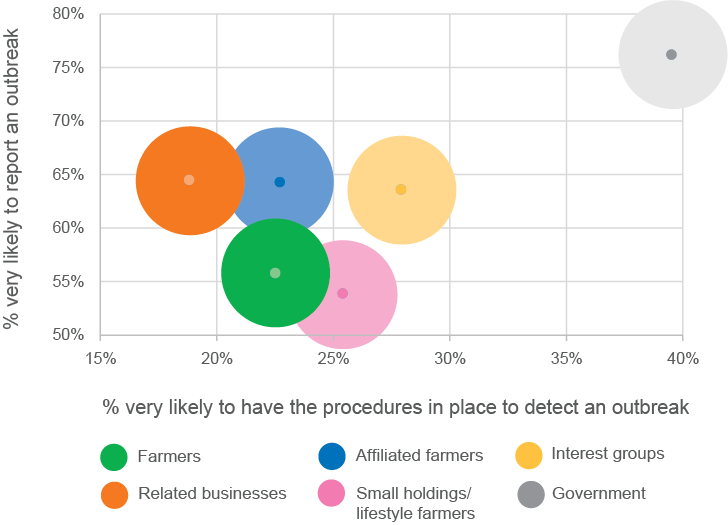 % very likely to report an outbreak
80%
75%
70%
65%
60%
55%
50%
15%
20%
25%
30%
35%
40%
% very likely to have the procedures in place to detect an outbreak
Farmers
Affiliated farmers
Interest groups
Related businesses
Small holdings/
lifestyle farmers
Government